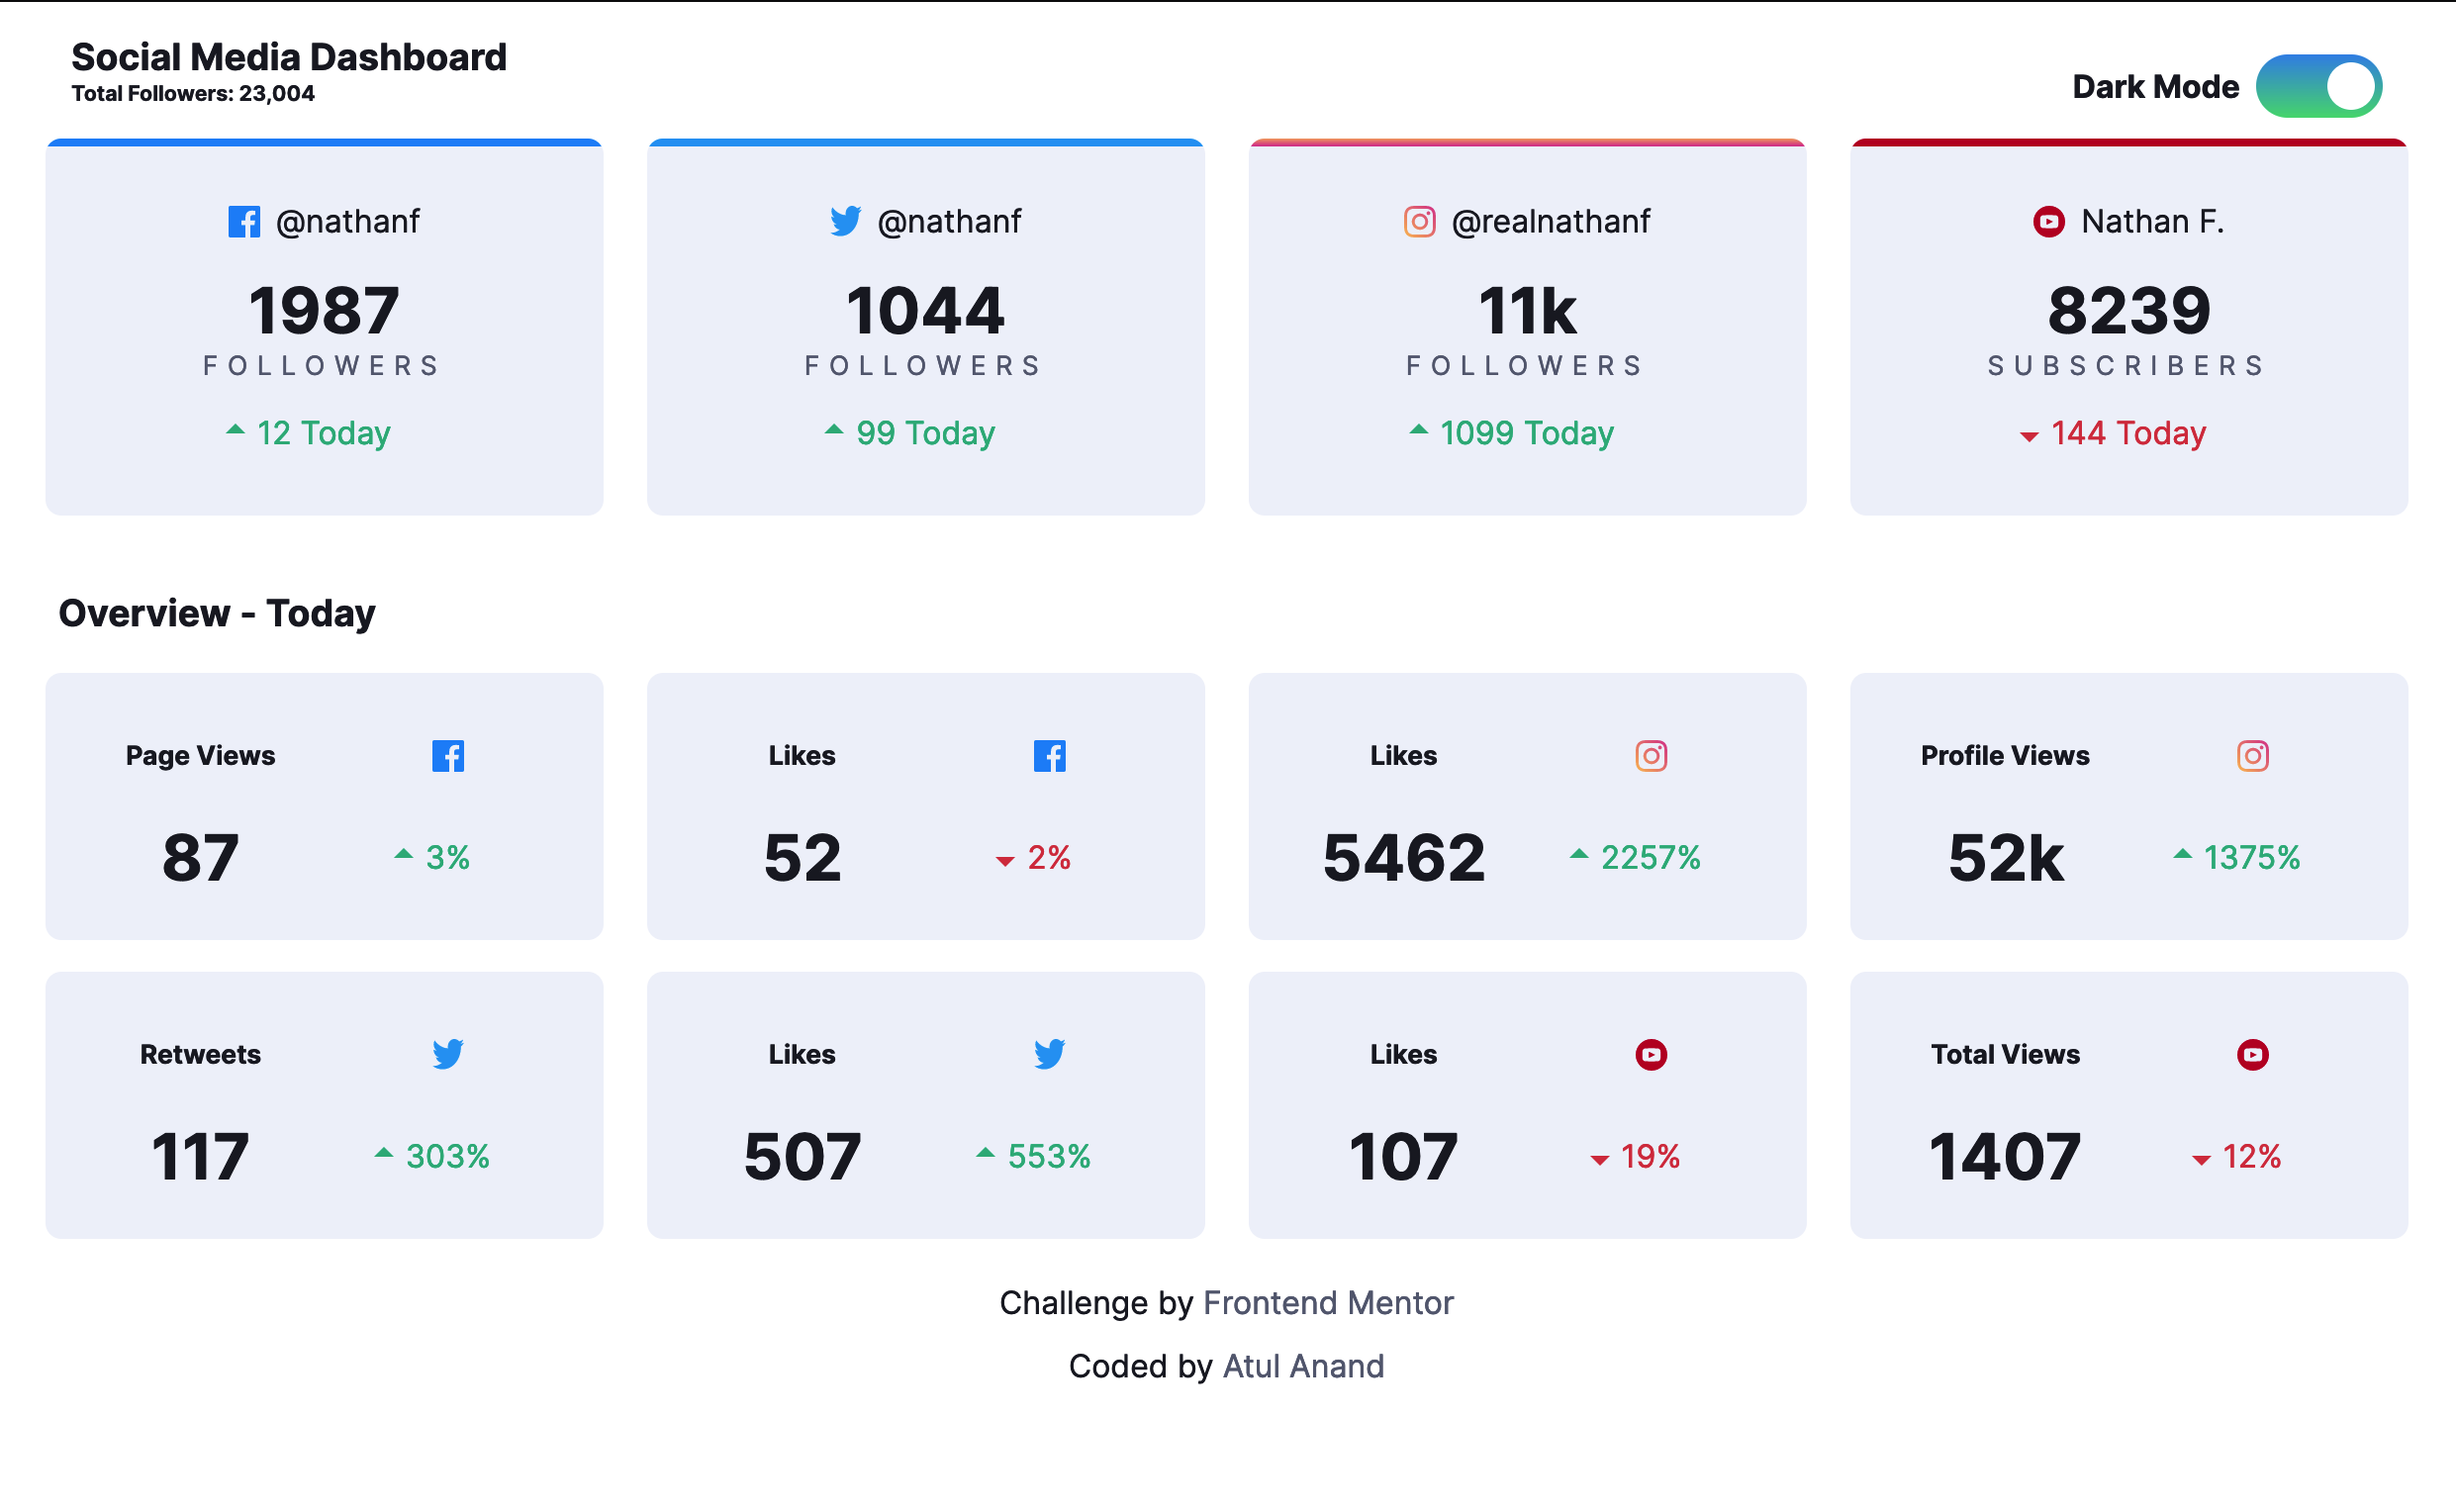 Social Media Dashboard
Total Followers: 23,004
Dark Mode
@nathanf
1987
FOLLOWERS
12 Today
@nathanf
1044
FOLLOWERS
99 Today
@realnathanf
11k
FOLLOWERS
1099 Today
Nathan F.
8239
SUBSCRIBERS
144 Today
Overview - Today
Page Views
87
3%
Likes
52
2%
Likes
5462
2257%
Profile Views
52k
1375%
Retweets
117
303%
Likes
507
553%
Likes
107
19%
Total Views
1407
12%
Challenge by Frontend Mentor
Coded by Atul Anand